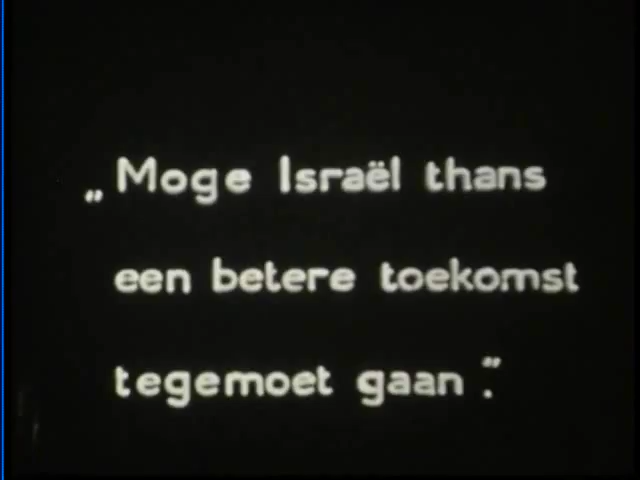 „Moge Israël thans
een betere toekomst
tegemoet gaan”.